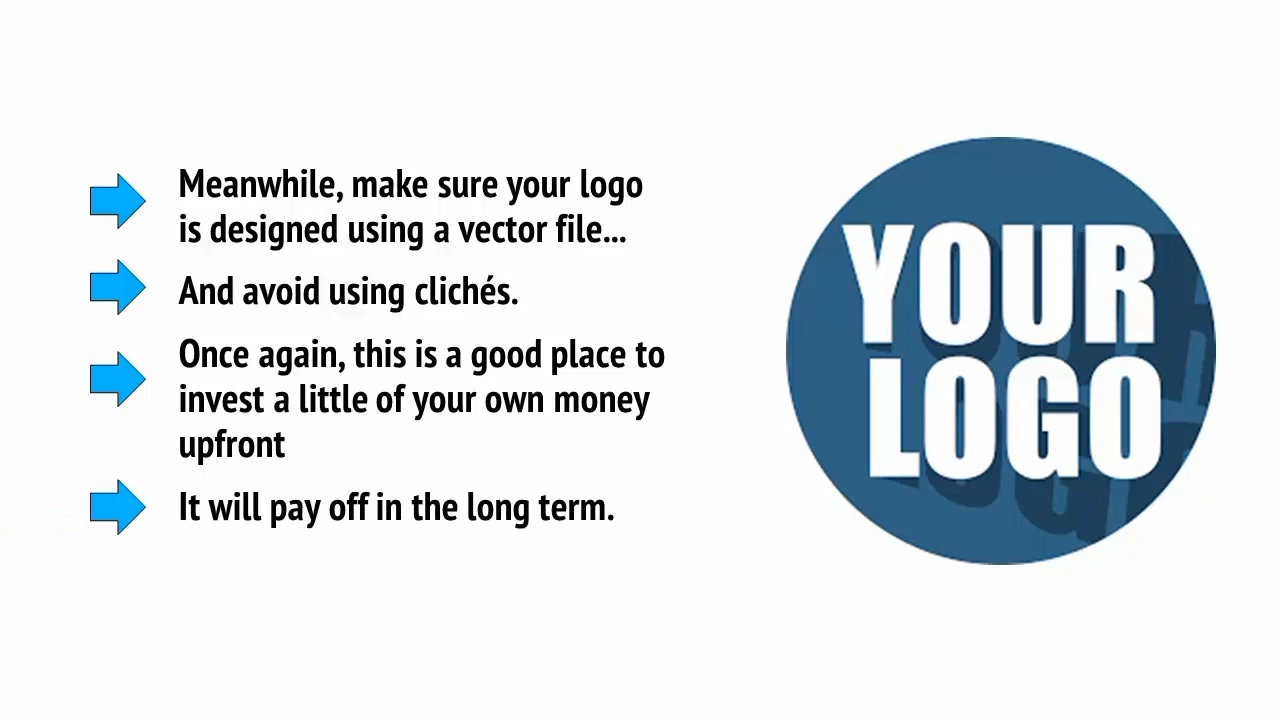 Meanwhile, make sure your logo
is designed using a vector file...
And avoid using clichés.
Once again, this is a good place to
invest a little of your own money
upfront
It will pay off in the long term.
YOUR
LOGO